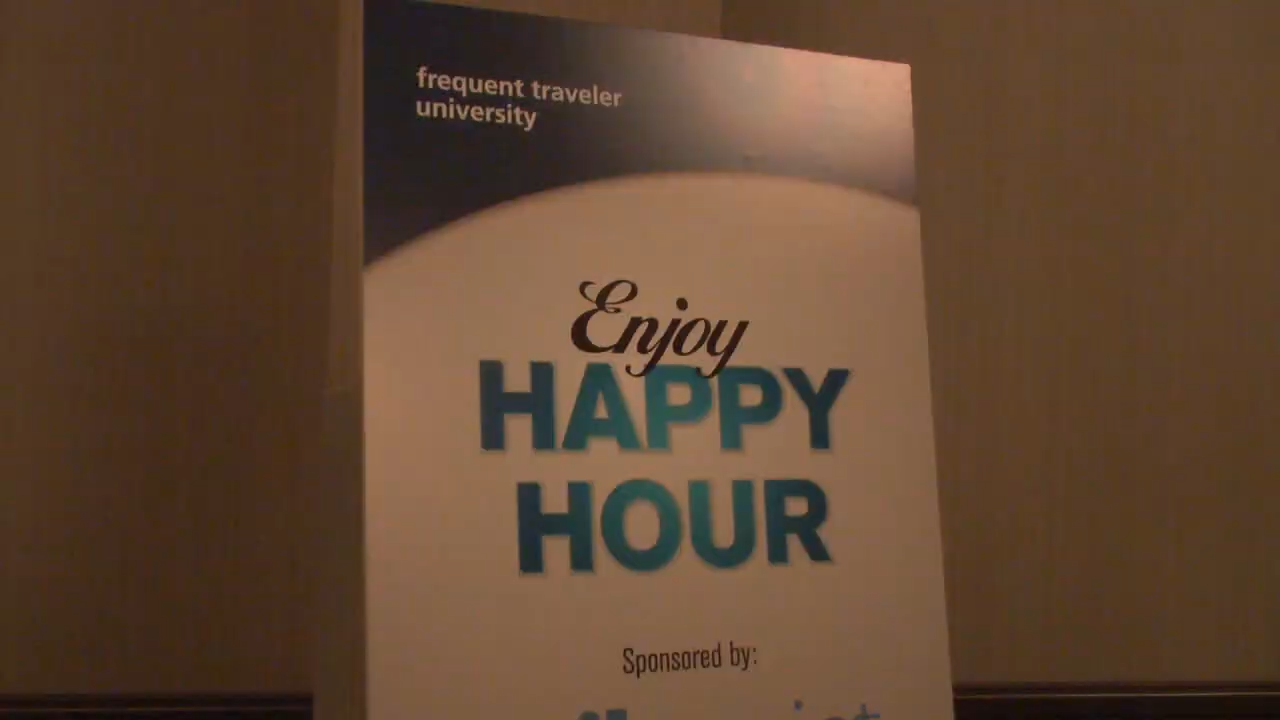 frequent traveler
university
Enjoy
HAPPY
HOUR
Sponsored by: